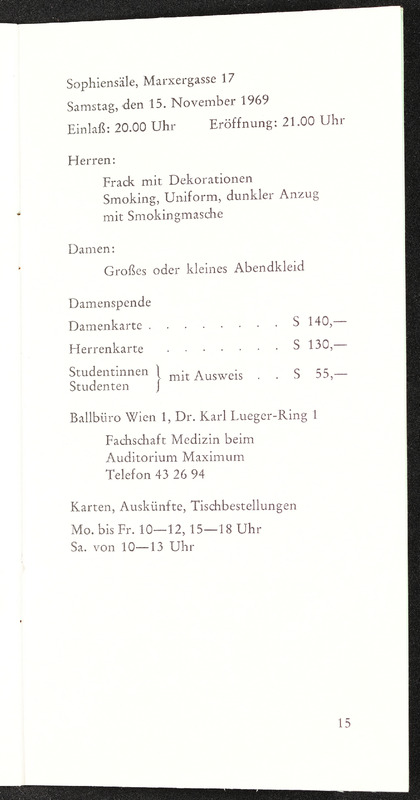 Sophiensäle, Marxergasse 17
Samstag, den 15. November 1969
Einlaß: 20.00 Uhr Eröffnung: 21.00 Uhr
Herren:
Frack mit Dekorationen
Smoking, Uniform, dunkler Anzug
mit Smokingmasche
Damen:
Großes oder kleines Abendkleid
Damenspende
Damenkarte . . . . . . . . S 140,—
Herrenkarte . . . . . . . S 130,—
Studentinnen } mit Ausweis . . S 55,—
Studenten
Ballbüro Wien 1, Dr. Karl Lueger-Ring 1
Fachschaft Medizin beim
Auditorium Maximum
Telefon 43 26 94
Karten, Auskünfte, Tischbestellungen
Mo. bis Fr. 10—12, 15—18 Uhr
Sa. von 10—13 Uhr
15